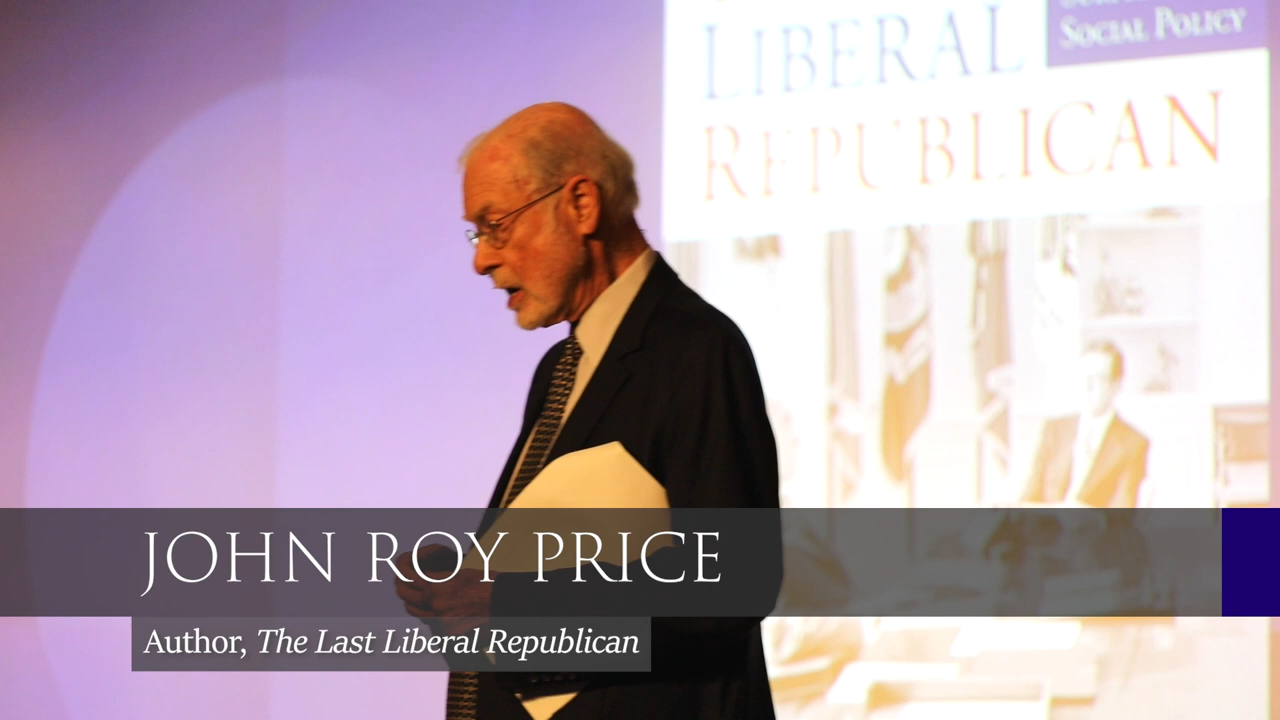 SOCIAL POLICY
LIBERAL
REPUBLICAN
JOHN ROY PRICE
Author, The Last Liberal Republican